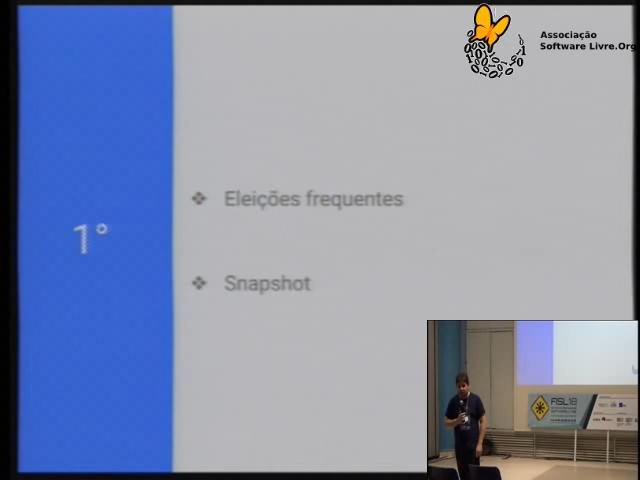 Associação
Software Livre.Org
1°
Eleições frequentes
Snapshot
FISL18